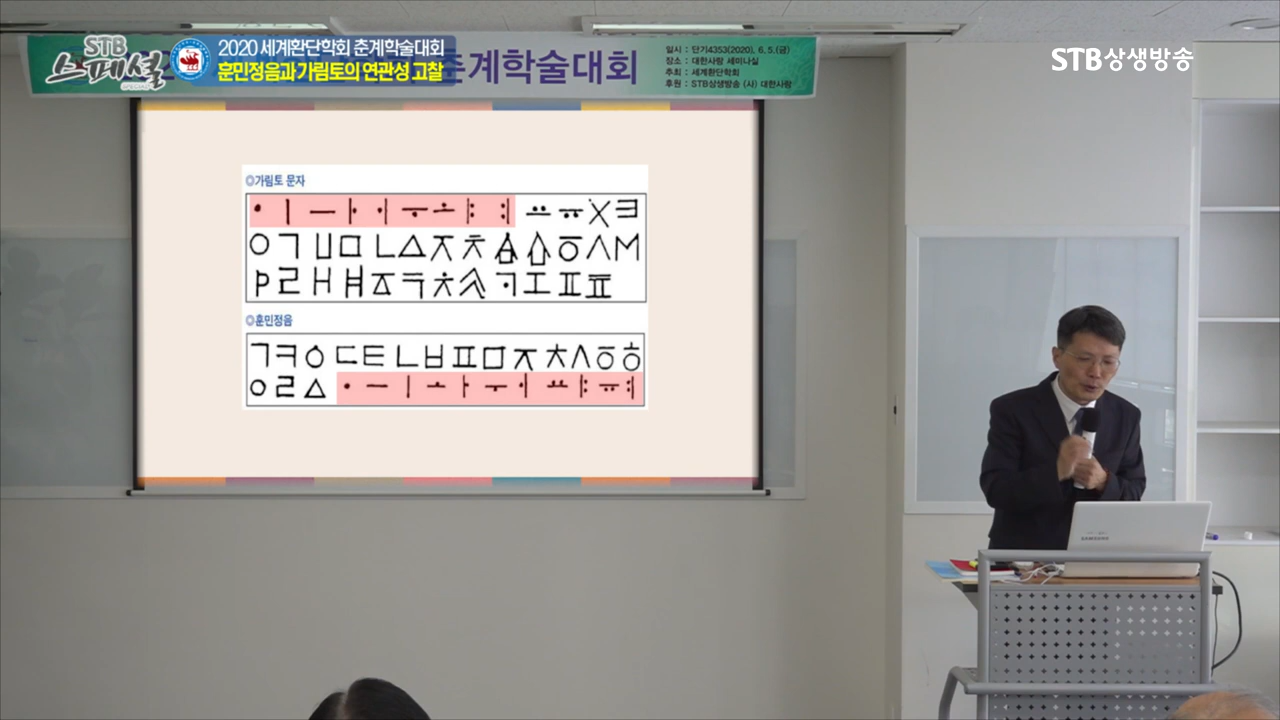 STB
스페셜
SPECIAL
2020 세계환단학회 춘계학술대회
훈민정음과 가림토의 연관성 고찰
춘계학술대회
일시 : 단기4353(2020). 6. 5.(금)
장소 : 대한사랑 세미나실
주최 : 세계환단학회
후원 : STB상생방송 (사) 대한사랑
STB상생방송
◎가림토 문자
◎훈민정음
ㄱㅋㆁㄷㅌㄴㅂㅍㅁㅈㅊㅅㆆㅎ
ㅇㄹㅿㆍㅡㅣㅗㅏㅜㅓㅛㅑㅠㅕ
SAMSUNG